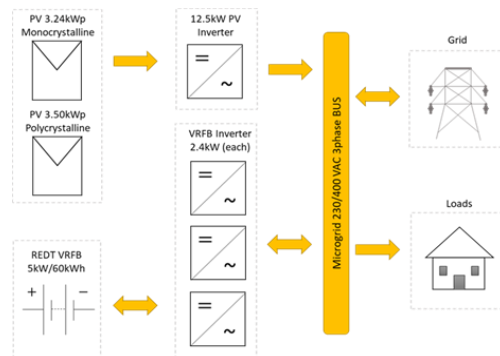 PV 3.24kWp
Monocrystalline
12.5kW PV
Inverter
Grid
PV 3.50kWp
Polycrystalline
VRFB Inverter
2.4kW (each)
Microgrid 230/400 VAC 3phase BUS
Loads
REDT VRFB
5kW/60kWh
+ −
= ~
= ~
= ~
= ~